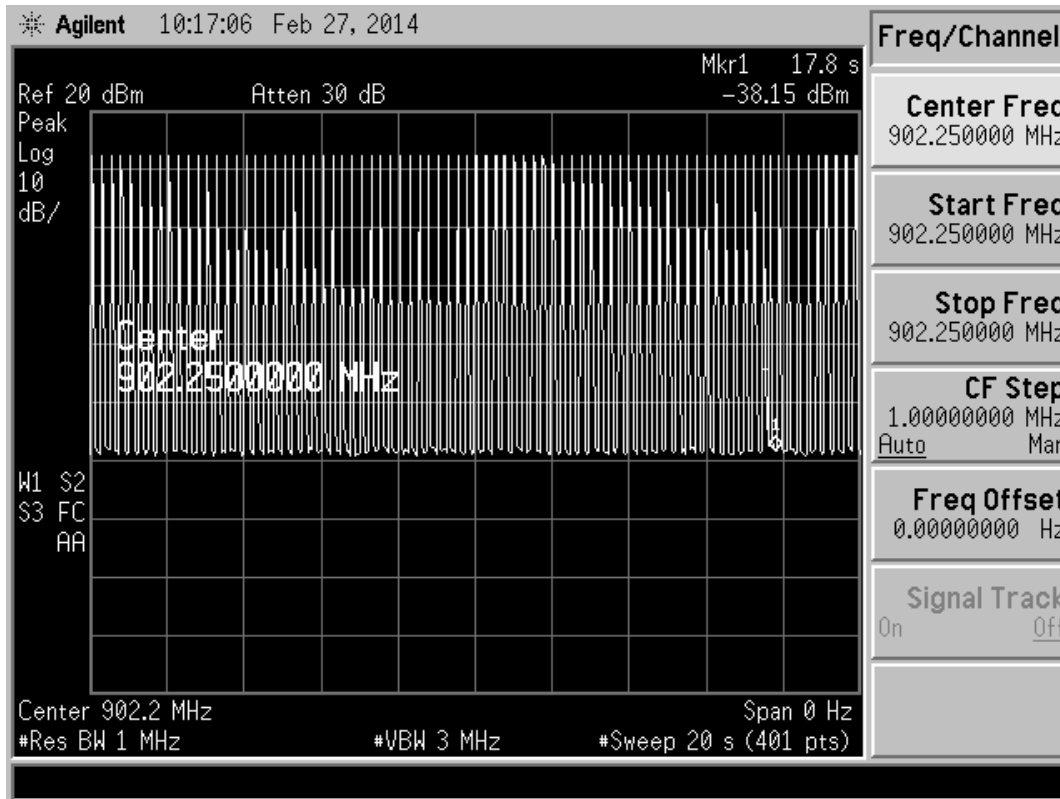 Agilent 10:17:06 Feb 27, 2014
Mkr1 17.8 s
Ref 20 dBm Atten 30 dB -38.15 dBm
Peak
Log
10
dB/
Center
902.2500000 MHz
1
W1 S2
S3 FC
AA
Center 902.2 MHz Span 0 Hz
#Res BW 1 MHz #VBW 3 MHz #Sweep 20 s (401 pts)
Freq/Channel
Center Freq
902.250000 MHz
Start Freq
902.250000 MHz
Stop Freq
902.250000 MHz
CF Step
1.00000000 MHz
Auto Man
Freq Offset
0.00000000 Hz
Signal Track
On Off